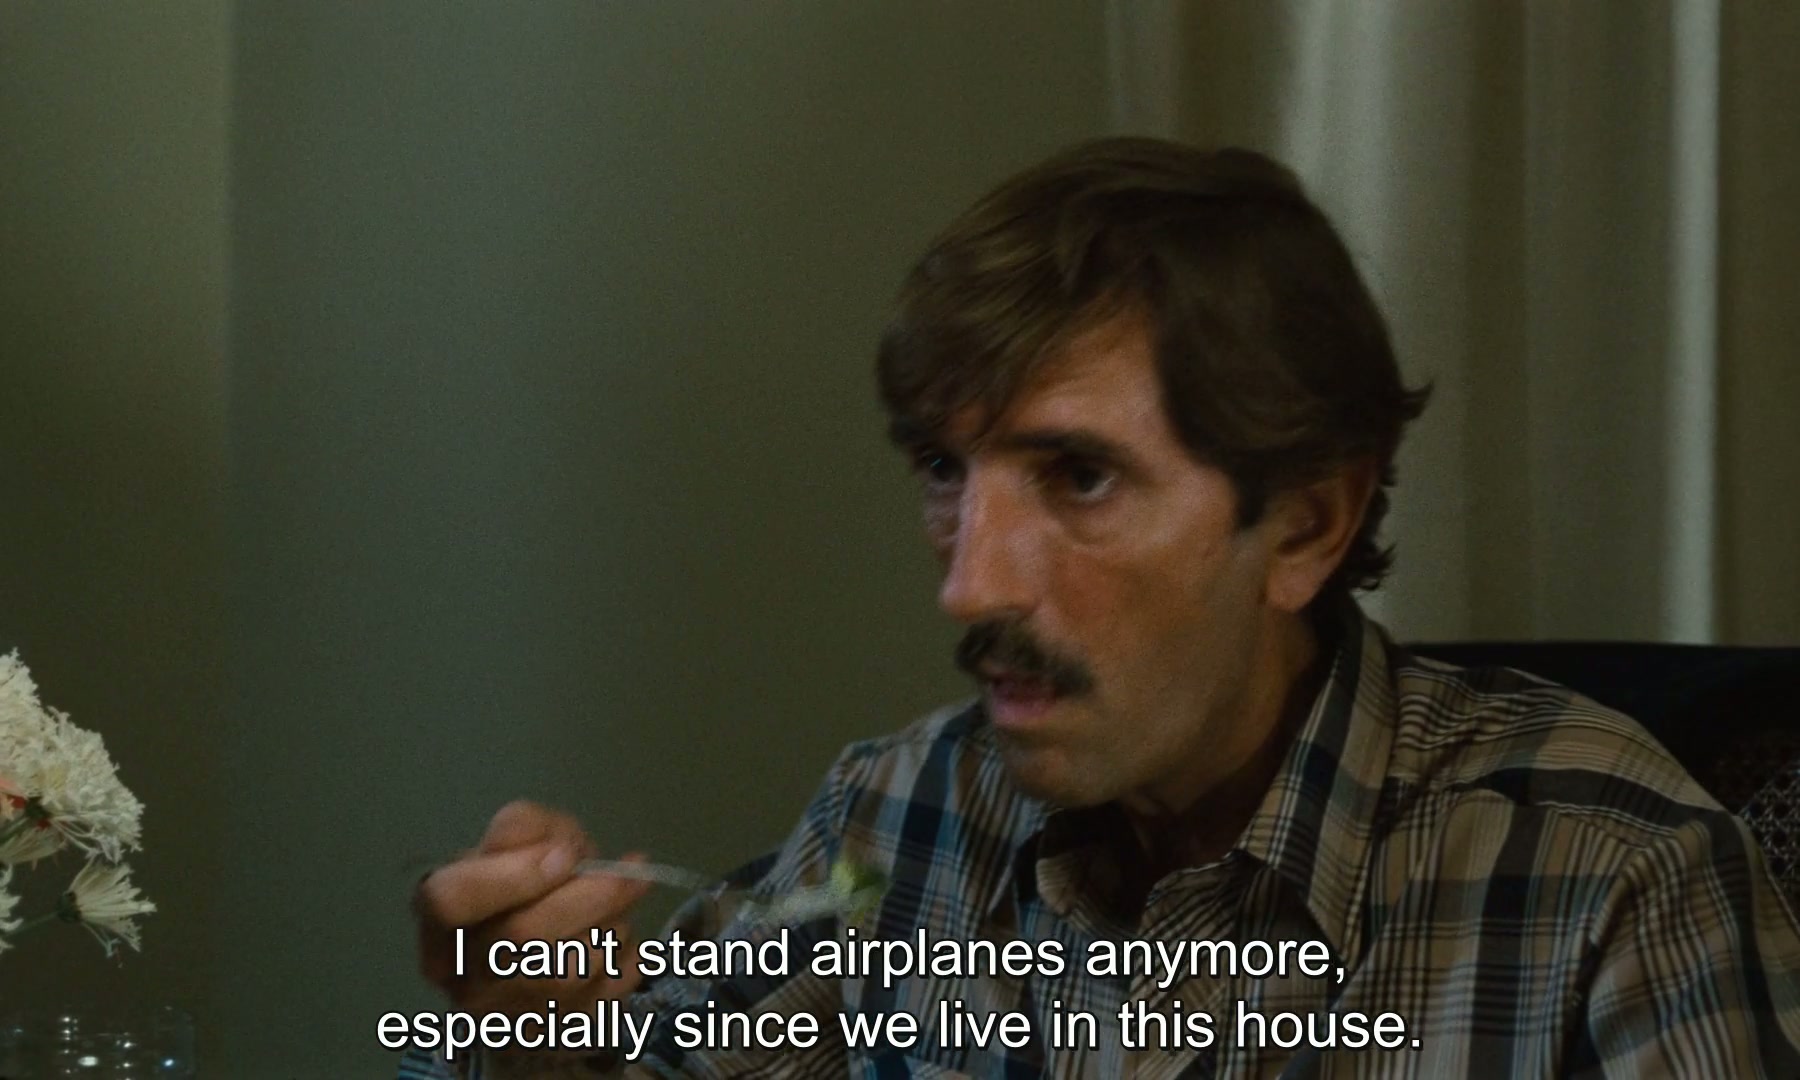 I can't stand airplanes anymore,
especially since we live in this house.